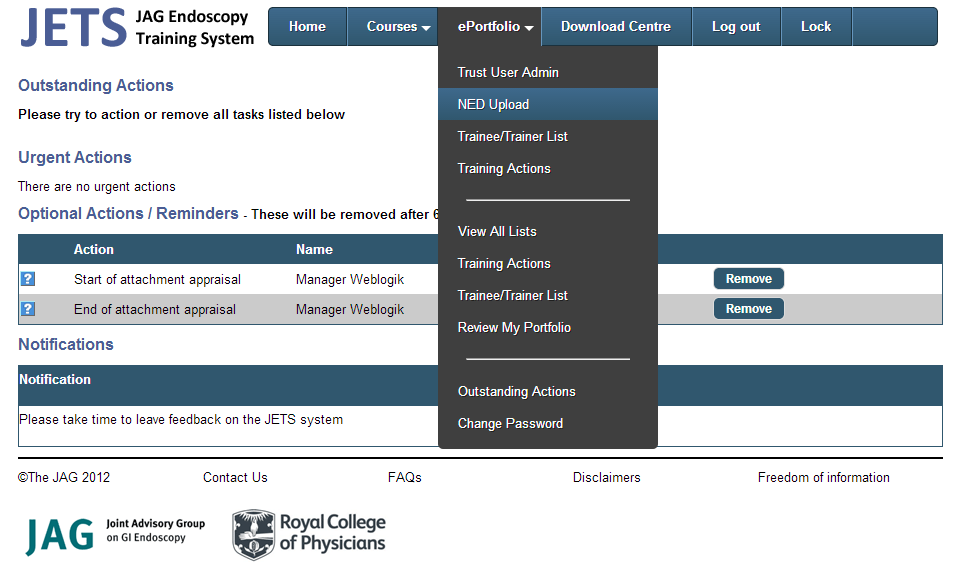 JETS JAG Endoscopy
Training System
Home Courses ePortfolio Download Centre Log out Lock
Trust User Admin
NED Upload
Trainee/Trainer List
Training Actions
View All Lists
Training Actions
Trainee/Trainer List
Review My Portfolio
Outstanding Actions
Change Password
Outstanding Actions
Please try to action or remove all tasks listed below
Urgent Actions
There are no urgent actions
Optional Actions / Reminders - These will be removed after 6
Action Name
? Start of attachment appraisal Manager Weblogik Remove
? End of attachment appraisal Manager Weblogik Remove
Notifications
Notification
Please take time to leave feedback on the JETS system
©The JAG 2012 Contact Us FAQs Disclaimers Freedom of information
JAG Joint Advisory Group
on GI Endoscopy
Royal College
of Physicians